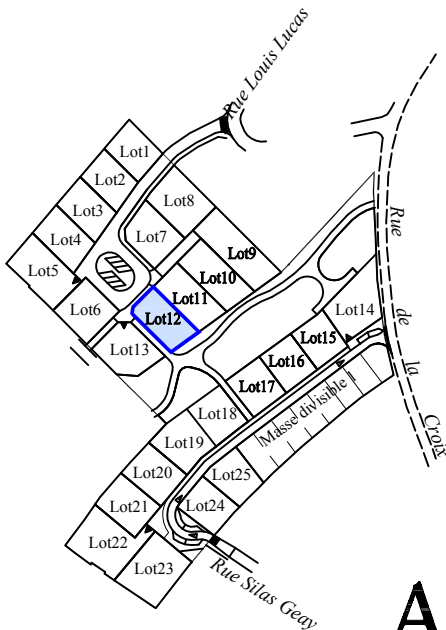 Rue Louis Lucas
Lot1
Lot2
Lot3
Lot8
Lot4
Lot7
Lot9
Lot5
Lot10
Lot6
Lot11
Lot12
Lot13
Rue de la Croix
Lot14
Lot15
Lot16
Lot17
Masse divisible 1
Lot18
Lot19
Lot20
Lot25
Lot21
Lot24
Lot22
Lot23
Rue Silas Geay
A